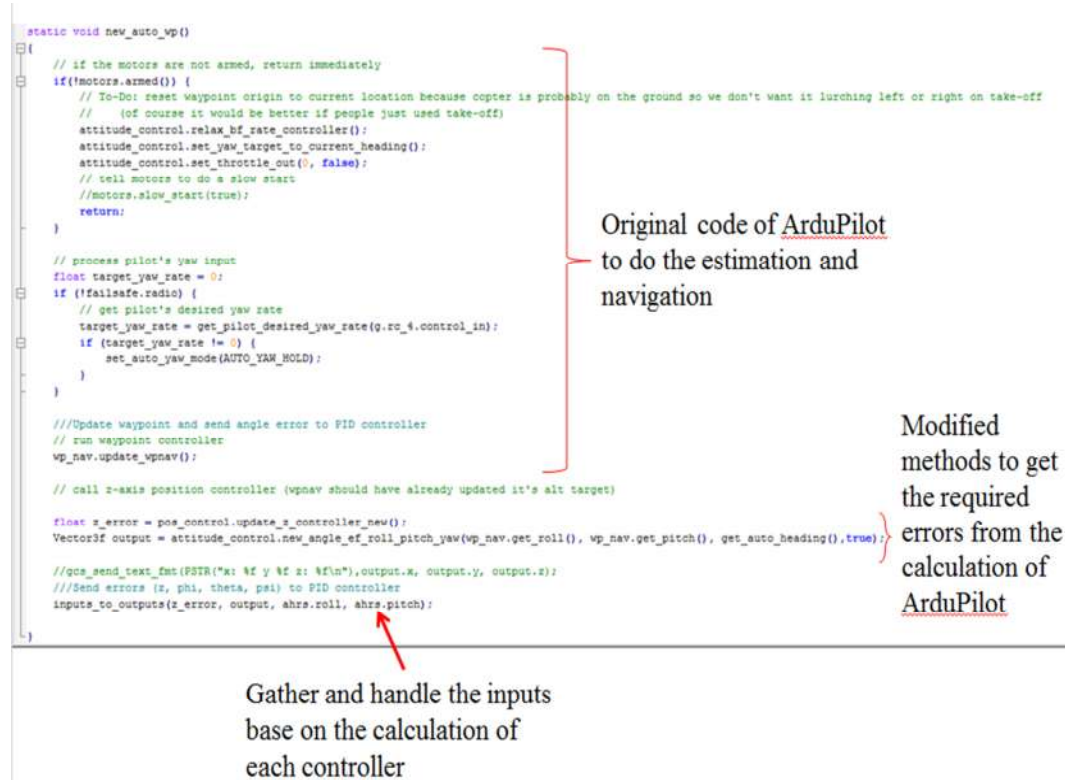 static void new_auto_wp()
{
// if the motors are not armed, return immediately
if(!motors.armed()) {
// To-Do: reset waypoint origin to current location because copter is probably on the ground so we don't want it lurching left or right on take-off
// (of course it would be better if people just used take-off)
attitude_control.relax_bf_rate_controller();
attitude_control.set_yaw_target_to_current_heading();
attitude_control.set_throttle_out(0, false);
// tell motors to do a slow start
//motors.slow_start(true);
return;
}
// process pilot's yaw input
float target_yaw_rate = 0;
if (!failsafe.radio) {
// get pilot's desired yaw rate
target_yaw_rate = get_pilot_desired_yaw_rate(g.rc_4.control_in);
if (target_yaw_rate != 0) {
set_auto_yaw_mode(AUTO_YAW_HOLD);
}
}
///Update waypoint and send angle error to PID controller
// run waypoint controller
wp_nav.update_wpnav();
// call z-axis position controller (wpnav should have already updated it's alt target)
float z_error = pos_control.update_z_controller_new();
Vector3f output = attitude_control.new_angle_ef_roll_pitch_yaw(wp_nav.get_roll(), wp_nav.get_pitch(), get_auto_heading(),true);
//gcs_send_text_fmt(PSTR("x: %f y %f z: %f\n"),output.x, output.y, output.z);
///Send errors (z, phi, theta, psi) to PID controller
inputs_to_outputs(z_error, output, ahrs.roll, ahrs.pitch);
}
Original code of ArduPilot
to do the estimation and
navigation
Modified
methods to get
the required
errors from the
calculation of
ArduPilot
Gather and handle the inputs
base on the calculation of
each controller